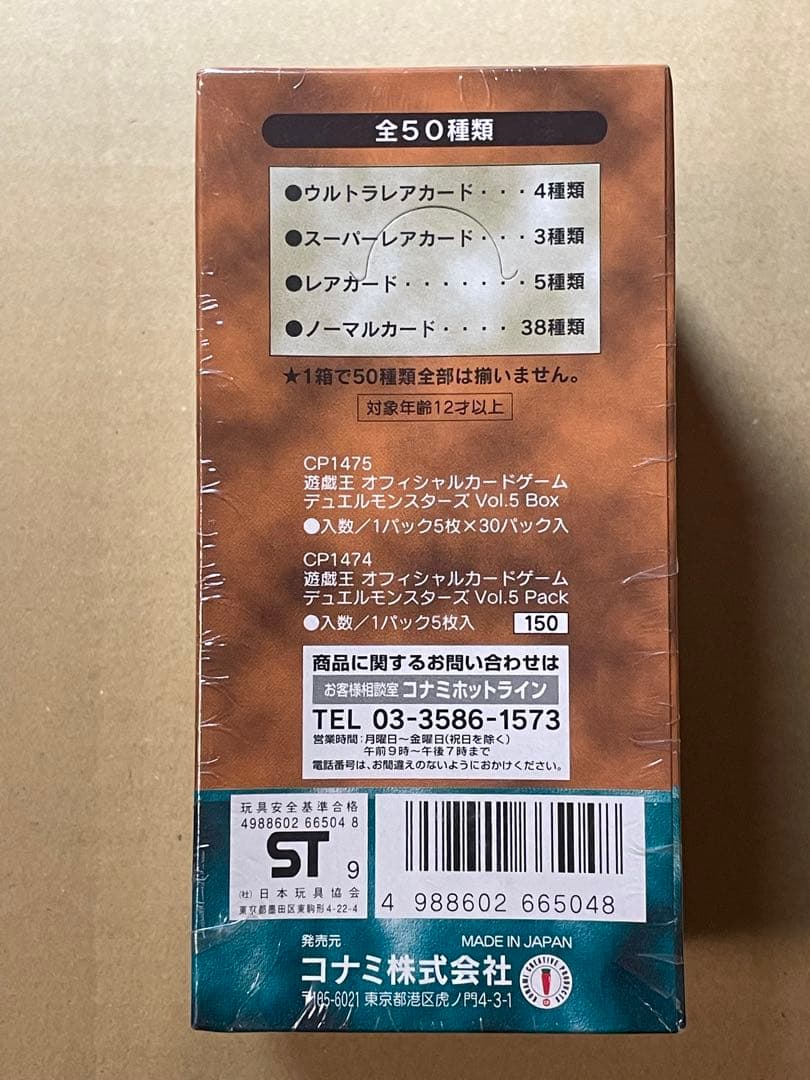 全50種類
●ウルトラレアカード・・・4種類
●スーパーレアカード・・・3種類
●レアカード・・・・・・・5種類
●ノーマルカード・・・・38種類
★1箱で50種類全部は揃いません。
対象年齢12才以上
CP1475
遊戯王 オフィシャルカードゲーム
デュエルモンスターズ Vol.5 Box
●入数/1パック5枚×30パック入
CP1474
遊戯王 オフィシャルカードゲーム
デュエルモンスターズ Vol.5 Pack
●入数/1パック5枚入 150
商品に関するお問い合わせは
お客様相談室 コナミホットライン
TEL 03-3586-1573
営業時間:月曜日〜金曜日(祝日を除く)
午前9時〜午後7時まで
電話番号は、お間違えのないようにおかけください。
玩具安全基準合格
4988602 66504 8
ST 9
(社)日本玩具協会
東京都墨田区東駒形4-22-4
4 988602 665048
発売元 MADE IN JAPAN
コナミ株式会社
KONAMI CREATIVE PRODUCTS
CP
〒105-6021 東京都港区虎ノ門4-3-1